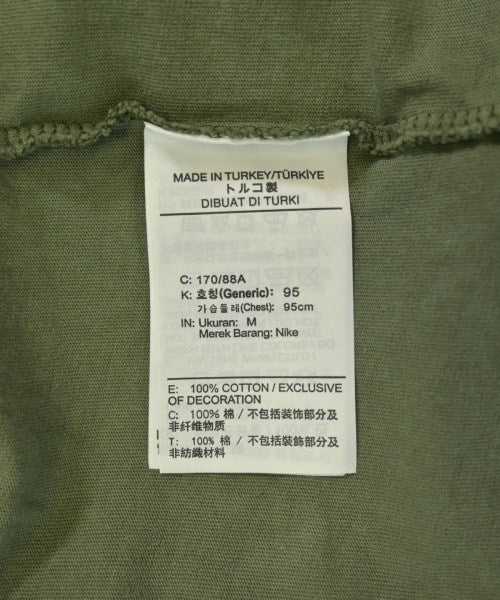 MADE IN TURKEY/TÜRKİYE
トルコ製
DIBUAT DI TURKI
C: 170/88A
K: 호칭(Generic): 95
가슴둘레(Chest): 95cm
IN: Ukuran: M
Merek Barang: Nike
E: 100% COTTON / EXCLUSIVE
OF DECORATION
C: 100% 棉 / 不包括装饰部分及
非纤维物质
T: 100% 棉 / 不包括裝飾部分及
非紡織材料